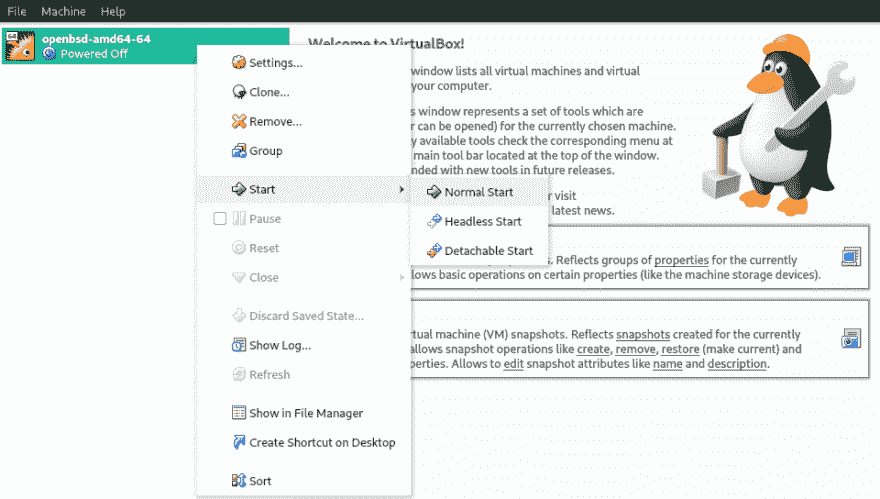 File Machine Help
64
openbsd-amd64-64
Powered Off
Welcome to VirtualBox!
window lists all virtual machines and virtual
your computer.
s window represents a set of tools which are
r can be opened) for the currently chosen machine.
y available tools check the corresponding menu at
main tool bar located at the top of the window.
nded with new tools in future releases.
r visit
latest news.
Settings...
Clone...
Remove...
Group
Start
Normal Start
Headless Start
Detachable Start
Pause
Reset
Close
Discard Saved State...
Show Log...
Refresh
Show in File Manager
Create Shortcut on Desktop
Sort
s. Reflects groups of properties for the currently
llows basic operations on certain properties (like the machine storage devices).
rtual machine (VM) snapshots. Reflects snapshots created for the currently
allows snapshot operations like create, remove, restore (make current) and
perties. Allows to edit snapshot attributes like name and description.